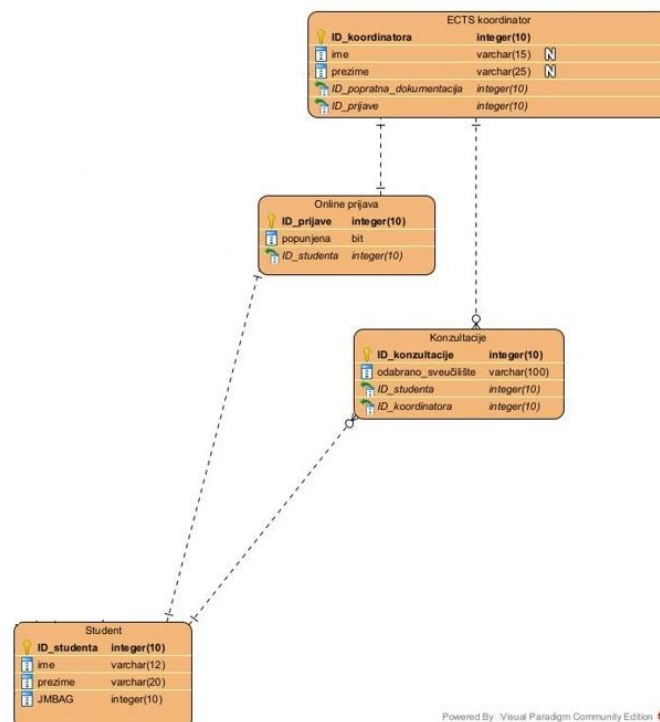 ECTS koordinator
ID_koordinatora integer(10)
ime varchar(15) N
prezime varchar(25) N
ID_popratna_dokumentacija integer(10)
ID_prijave integer(10)
Online prijava
ID_prijave integer(10)
popunjena bit
ID_studenta integer(10)
Konzultacije
ID_konzultacije integer(10)
odabrano_sveučilište varchar(100)
ID_studenta integer(10)
ID_koordinatora integer(10)
Student
ID_studenta integer(10)
ime varchar(12)
prezime varchar(20)
JMBAG integer(10)
Powered By Visual Paradigm Community Edition